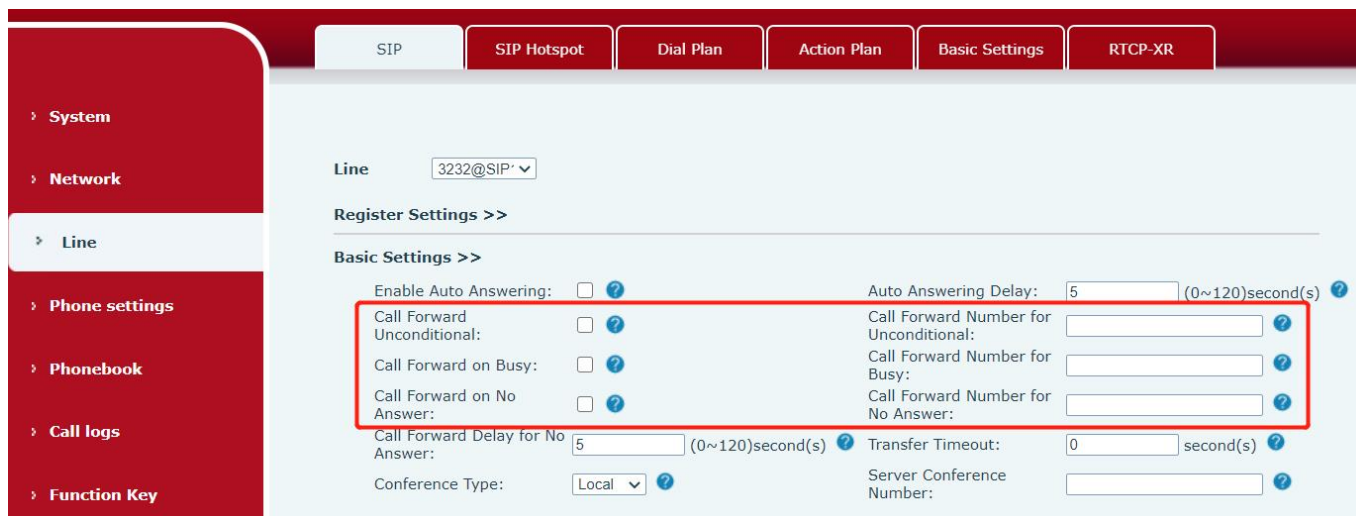 SIP
SIP Hotspot
Dial Plan
Action Plan
Basic Settings
RTCP-XR
System
Network
Line
Phone settings
Phonebook
Call logs
Function Key
Line 3232@SIP1
Register Settings >>
Basic Settings >>
Enable Auto Answering:
Auto Answering Delay: 5 (0~120)second(s)
Call Forward
Unconditional:
Call Forward Number for
Unconditional:
Call Forward on Busy:
Call Forward Number for
Busy:
Call Forward on No
Answer:
Call Forward Number for
No Answer:
Call Forward Delay for No
Answer:
5 (0~120)second(s)
Transfer Timeout: 0 second(s)
Conference Type: Local
Server Conference
Number: